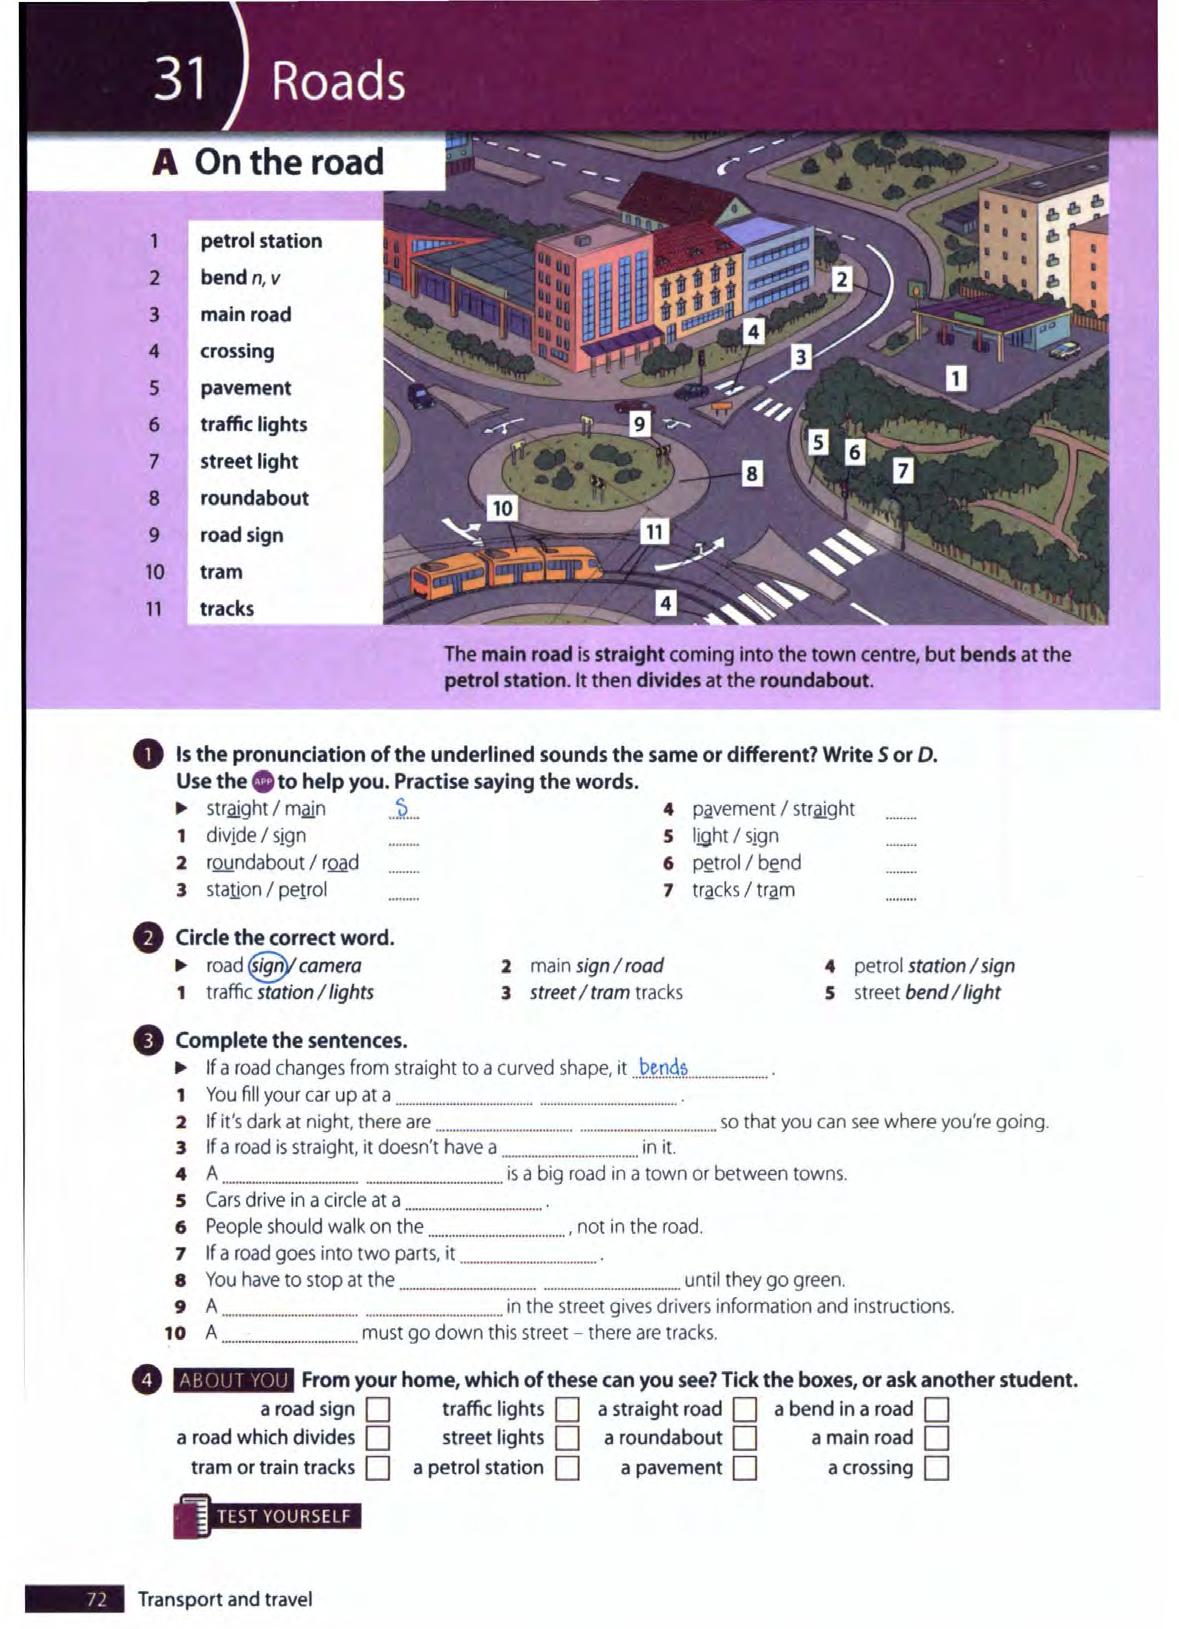 31 Roads
A On the road
1 petrol station
2 bend n, v
3 main road
4 crossing
5 pavement
6 traffic lights
7 street light
8 roundabout
9 road sign
10 tram
11 tracks
2
4
3
1
9
5
6
7
8
10
11
4
The main road is straight coming into the town centre, but bends at the
petrol station. It then divides at the roundabout.
1 Is the pronunciation of the underlined sounds the same or different? Write S or D.
Use the APP to help you. Practise saying the words.
► straight / main S
1 divide / sign ........
2 roundabout / road ........
3 station / petrol ........
4 pavement / straight ........
5 light / sign ........
6 petrol / bend ........
7 tracks / tram ........
2 Circle the correct word.
► road sign / camera
1 traffic station / lights
2 main sign / road
3 street / tram tracks
4 petrol station / sign
5 street bend / light
3 Complete the sentences.
► If a road changes from straight to a curved shape, it bends .
1 You fill your car up at a ........ ........ .
2 If it's dark at night, there are ........ ........ so that you can see where you're going.
3 If a road is straight, it doesn't have a ........ in it.
4 A ........ ........ is a big road in a town or between towns.
5 Cars drive in a circle at a ........ .
6 People should walk on the ........ , not in the road.
7 If a road goes into two parts, it ........ .
8 You have to stop at the ........ ........ until they go green.
9 A ........ ........ in the street gives drivers information and instructions.
10 A ........ must go down this street – there are tracks.
4 ABOUT YOU From your home, which of these can you see? Tick the boxes, or ask another student.
a road sign traffic lights a straight road a bend in a road
a road which divides street lights a roundabout a main road
tram or train tracks a petrol station a pavement a crossing
TEST YOURSELF
72 Transport and travel